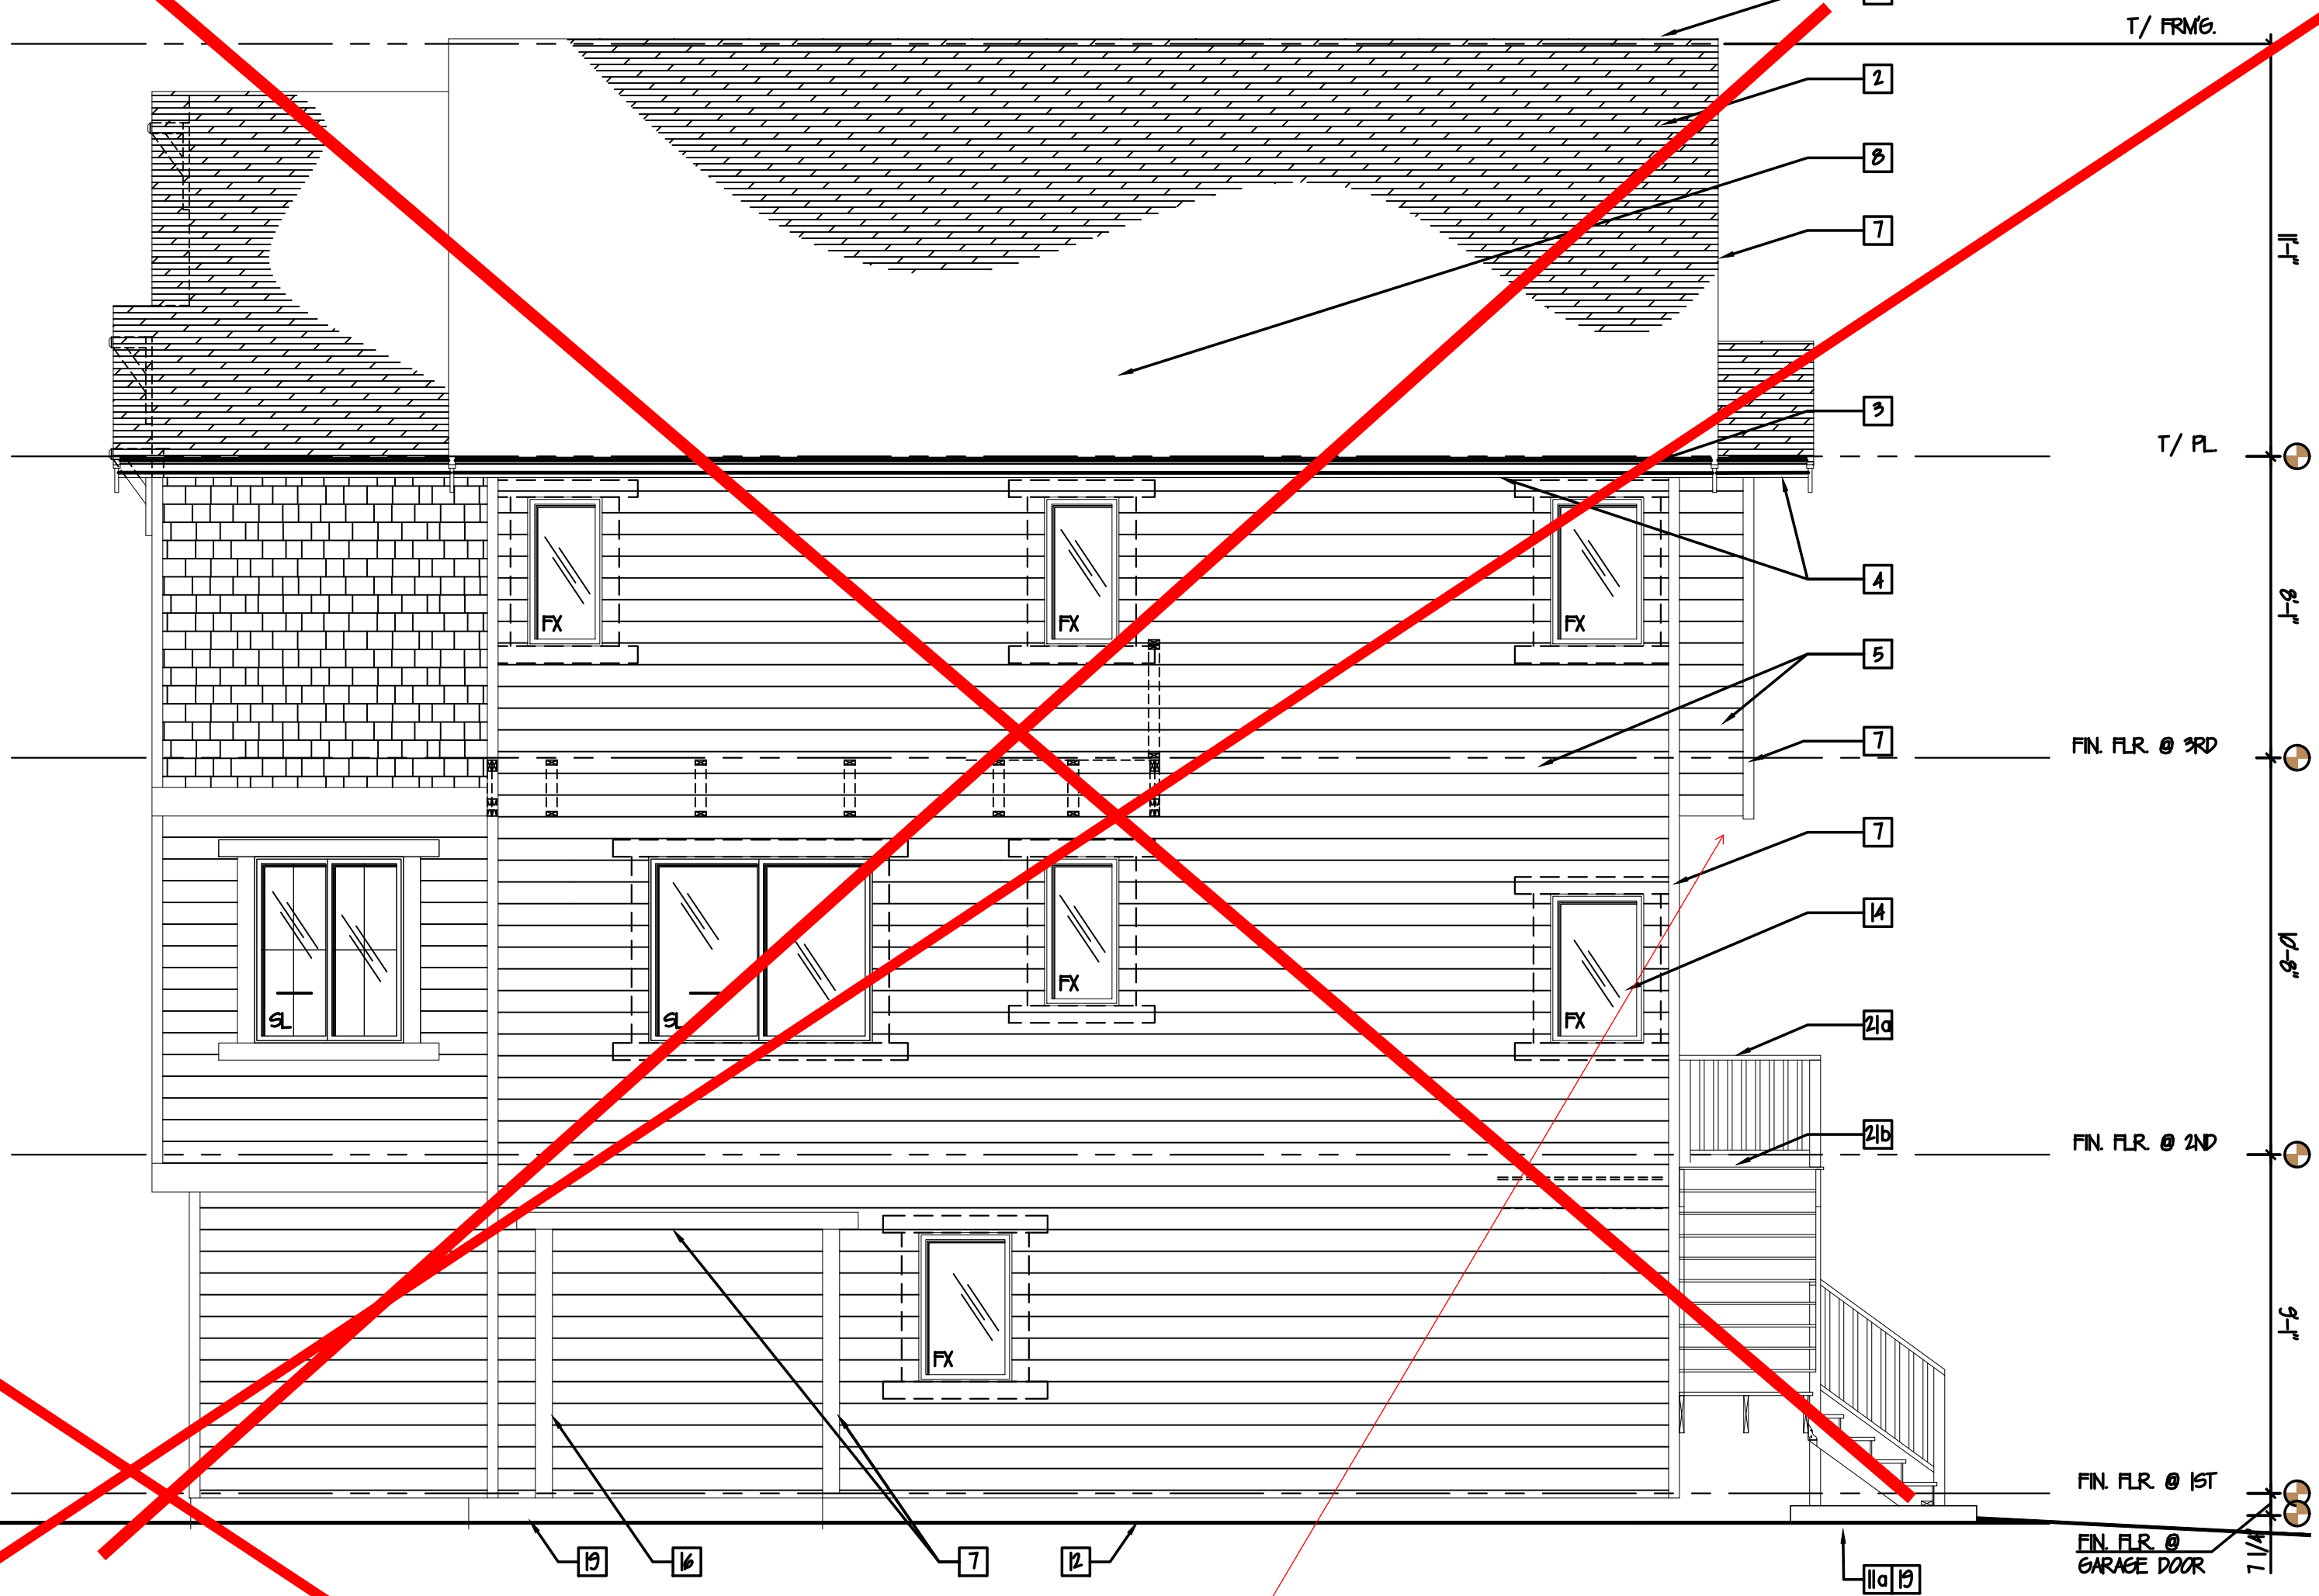 T/ FRM'G.
2
8
7
11'-1"
3
T/ PL
4
8'-1"
FX
FX
FX
5
7
FIN. FLR. @ 3RD
7
14
10'-8"
FX
SL
SL
FX
21a
21b
FIN. FLR. @ 2ND
9'-1"
FX
FIN. FLR. @ 1ST
19
16
7
12
FIN. FLR. @
GARAGE DOOR
11a 19